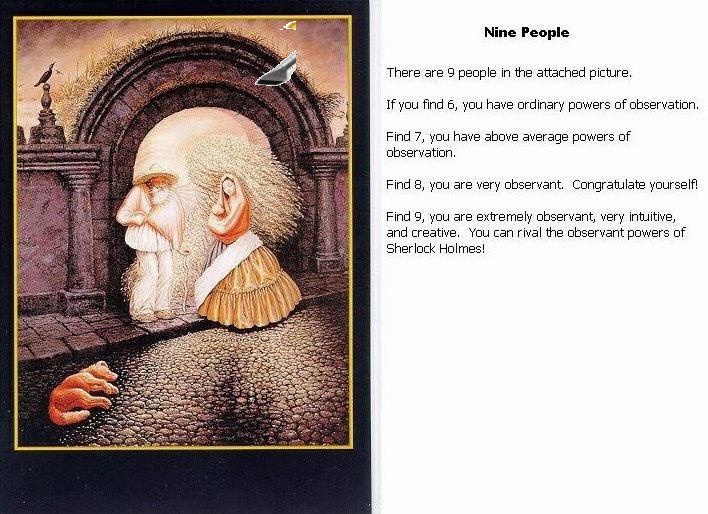 Nine People
There are 9 people in the attached picture.
If you find 6, you have ordinary powers of observation.
Find 7, you have above average powers of
observation.
Find 8, you are very observant.  Congratulate yourself!
Find 9, you are extremely observant, very intuitive,
and creative.  You can rival the observant powers of
Sherlock Holmes!